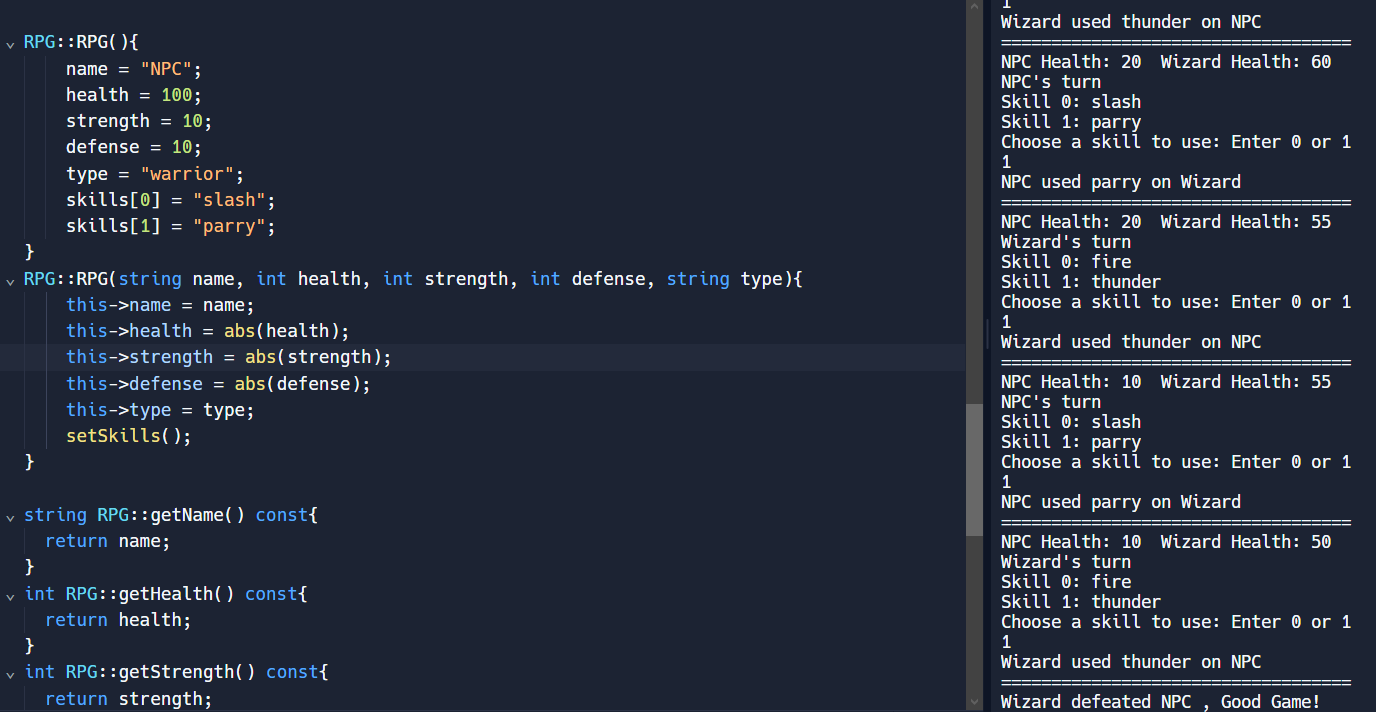 RPG::RPG(){
name = "NPC";
health = 100;
strength = 10;
defense = 10;
type = "warrior";
skills[0] = "slash";
skills[1] = "parry";
}
RPG::RPG(string name, int health, int strength, int defense, string type){
this->name = name;
this->health = abs(health);
this->strength = abs(strength);
this->defense = abs(defense);
this->type = type;
setSkills();
}
string RPG::getName() const{
return name;
}
int RPG::getHealth() const{
return health;
}
int RPG::getStrength() const{
return strength;
1
Wizard used thunder on NPC
===================================
NPC Health: 20  Wizard Health: 60
NPC's turn
Skill 0: slash
Skill 1: parry
Choose a skill to use: Enter 0 or 1
1
NPC used parry on Wizard
===================================
NPC Health: 20  Wizard Health: 55
Wizard's turn
Skill 0: fire
Skill 1: thunder
Choose a skill to use: Enter 0 or 1
1
Wizard used thunder on NPC
===================================
NPC Health: 10  Wizard Health: 55
NPC's turn
Skill 0: slash
Skill 1: parry
Choose a skill to use: Enter 0 or 1
1
NPC used parry on Wizard
===================================
NPC Health: 10  Wizard Health: 50
Wizard's turn
Skill 0: fire
Skill 1: thunder
Choose a skill to use: Enter 0 or 1
1
Wizard used thunder on NPC
===================================
Wizard defeated NPC , Good Game!